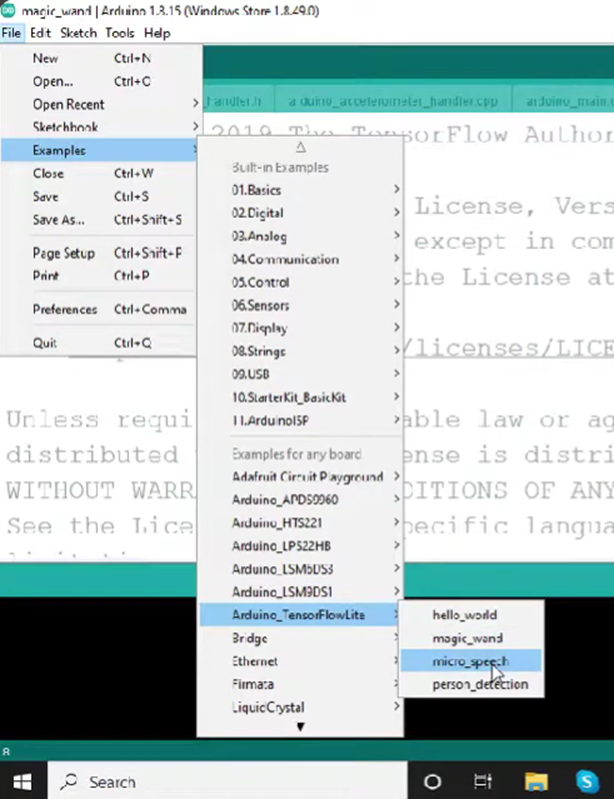 magic_wand | Arduino 1.8.15 (Windows Store 1.8.49.0)
File Edit Sketch Tools Help
New Ctrl+N
Open... Ctrl+O
Open Recent
Sketchbook
Examples
Close Ctrl+W
Save Ctrl+S
Save As... Ctrl+Shift+S
Page Setup Ctrl+Shift+P
Print Ctrl+P
Preferences Ctrl+Comma
Quit Ctrl+Q
_handler.h arduino_accelerometer_handler.cpp arduino_main.c
2019 The TensorFlow Author
License, Vers
except in com
the License at
/licenses/LICE
Unless requi able law or ag
distributed ense is distri
WITHOUT WARR DITIONS OF ANY
See the Lice pecific langua
Built-in Examples
01.Basics
02.Digital
03.Analog
04.Communication
05.Control
06.Sensors
07.Display
08.Strings
09.USB
10.StarterKit_BasicKit
11.ArduinoISP
Examples for any board
Adafruit Circuit Playground
Arduino_APDS9960
Arduino_HTS221
Arduino_LPS22HB
Arduino_LSM6DS3
Arduino_LSM9DS1
Arduino_TensorFlowLite
Bridge
Ethernet
Firmata
LiquidCrystal
hello_world
magic_wand
micro_speech
person_detection
8
Search